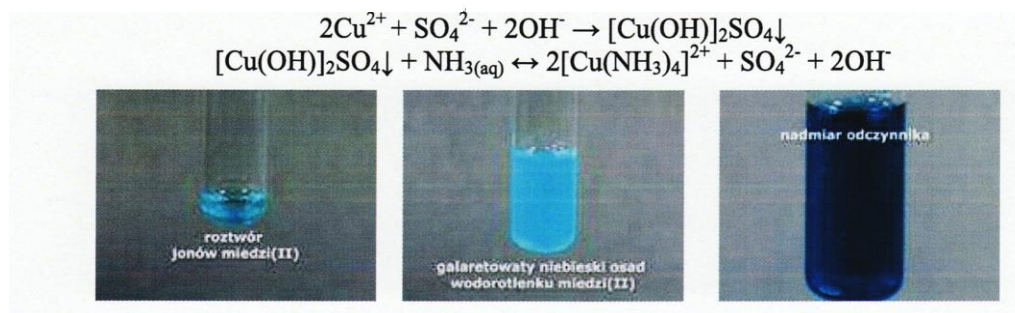 2Cu²⁺ + SO₄²⁻ + 2OH⁻ → [Cu(OH)]₂SO₄↓
[Cu(OH)]₂SO₄↓ + NH₃₍ₐq₎ ↔ 2[Cu(NH₃)₄]²⁺ + SO₄²⁻ + 2OH⁻
roztwór
jonów miedzi(II)
galaretowaty niebieski osad
wodorotlenku miedzi(II)
nadmiar odczynnika